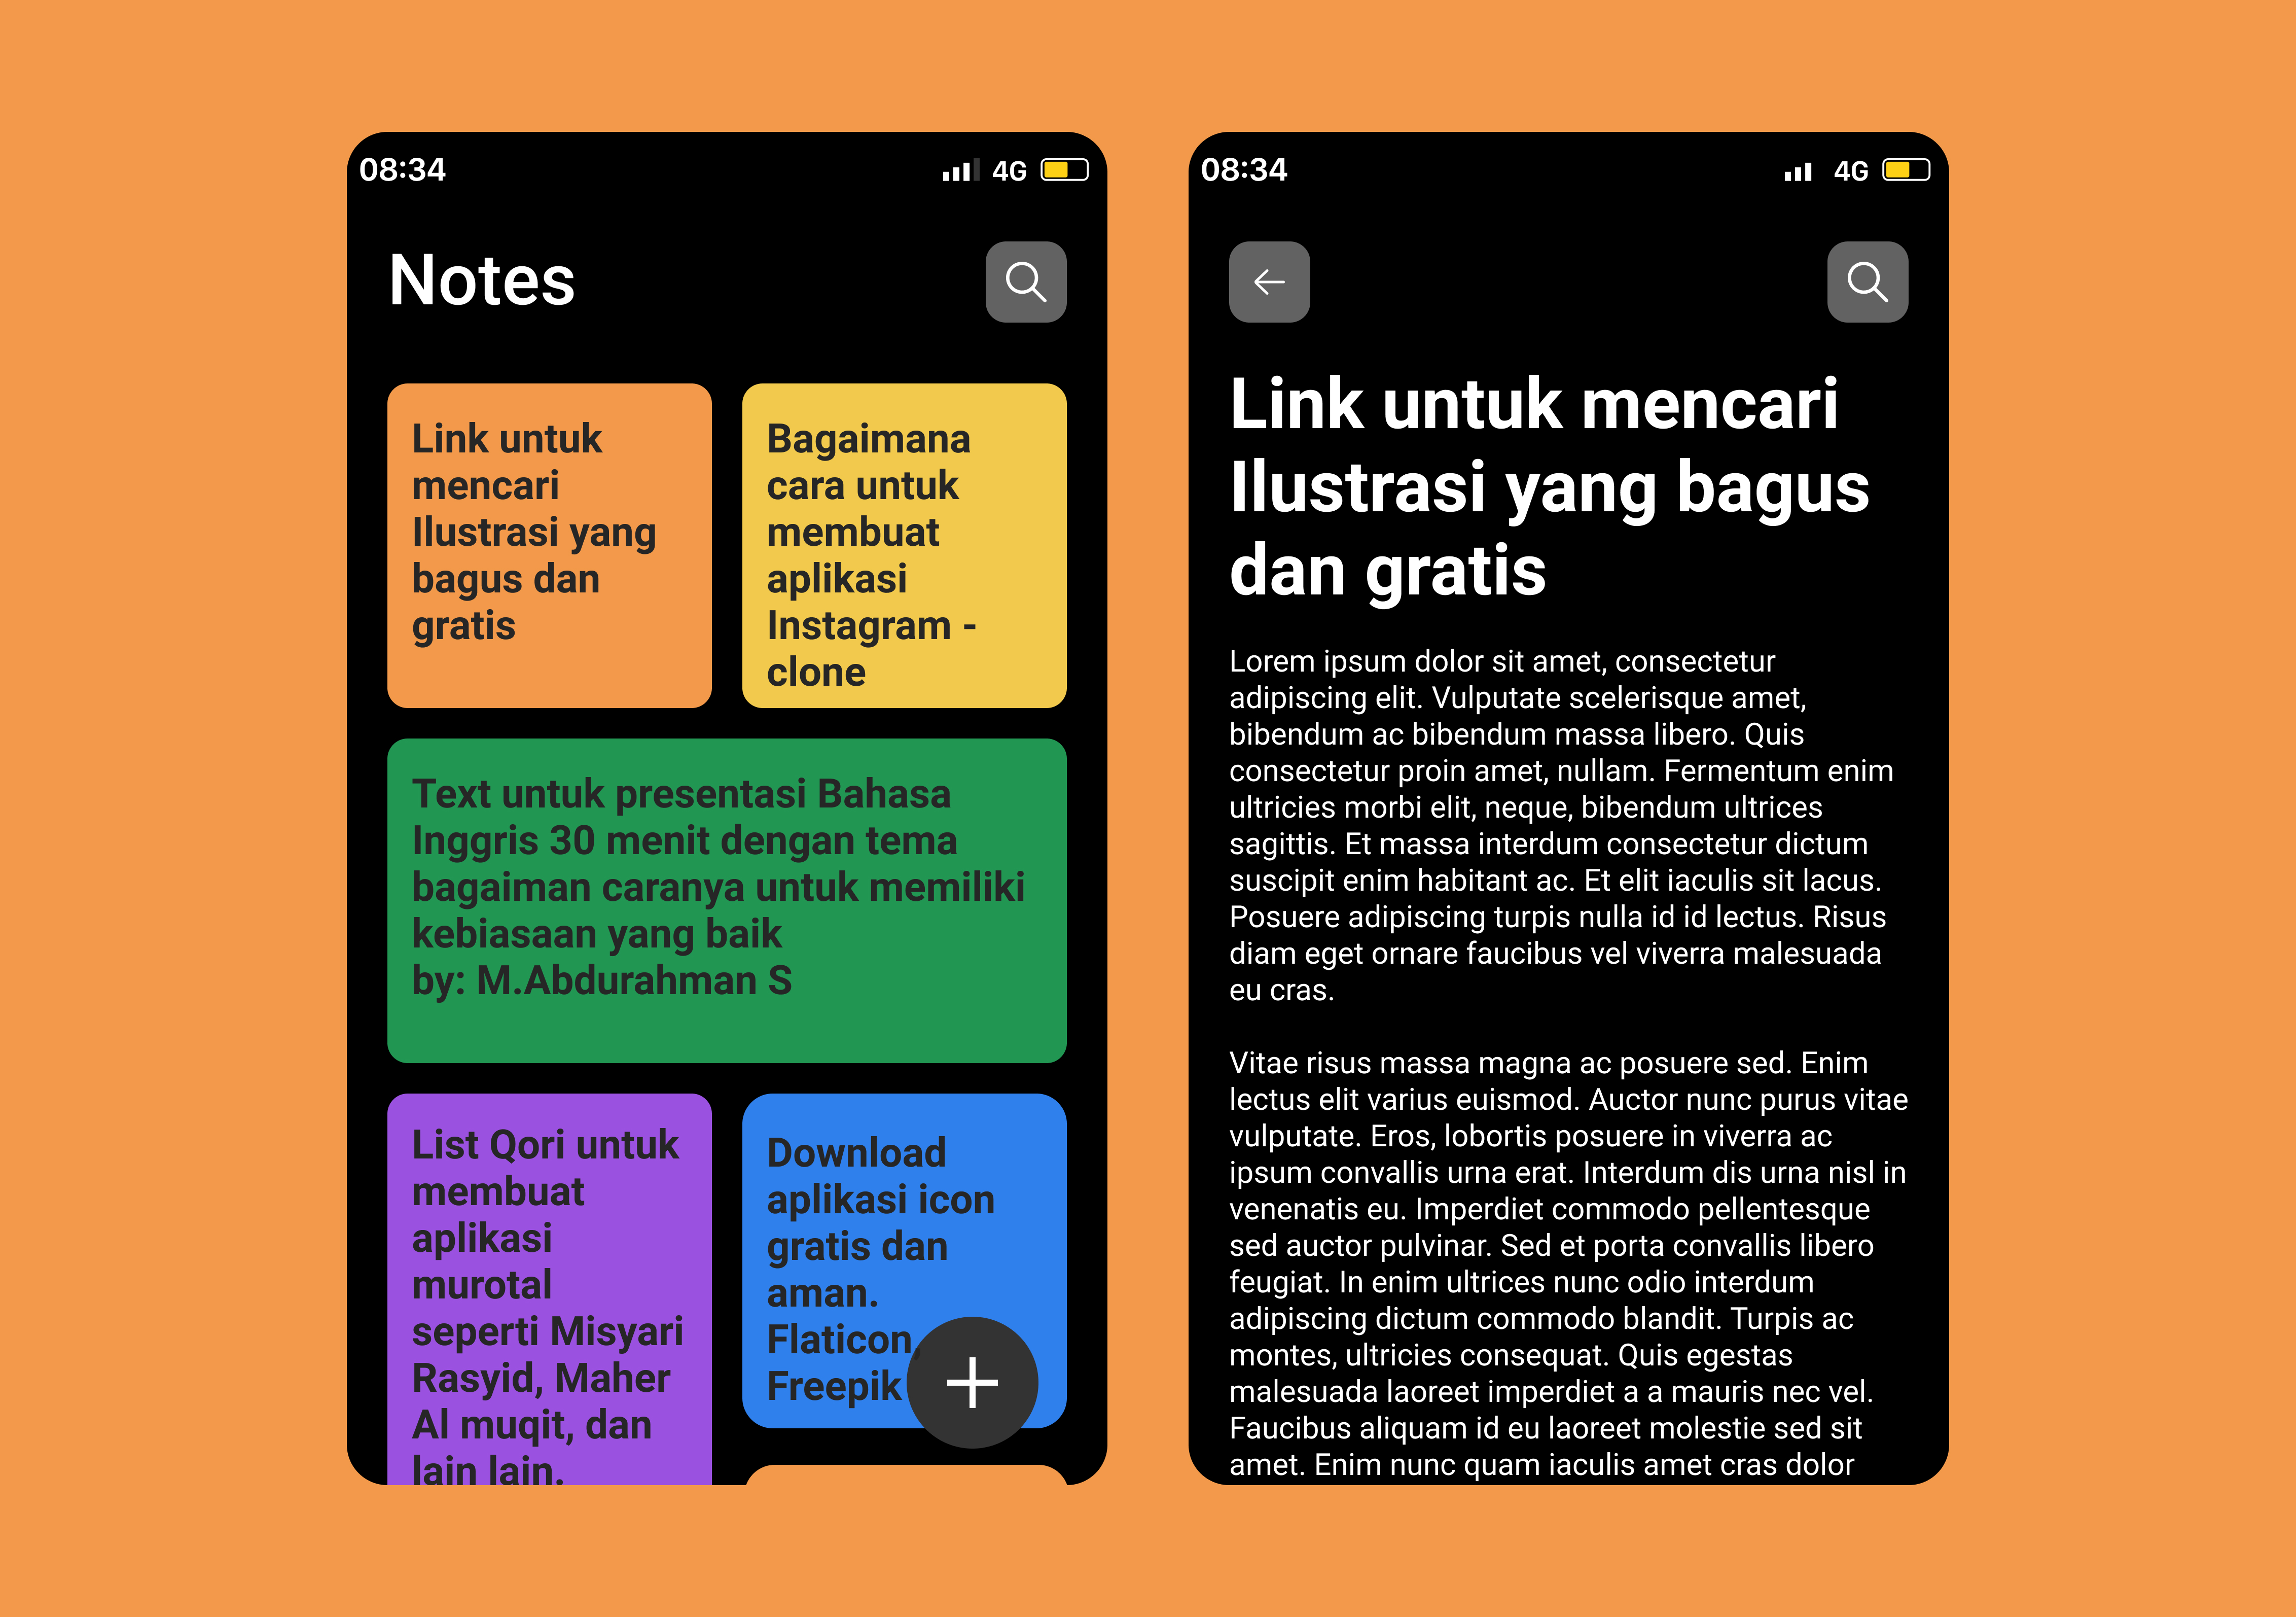 08:34
4G
Notes
Link untuk
mencari
Ilustrasi yang
bagus dan
gratis
Bagaimana
cara untuk
membuat
aplikasi
Instagram -
clone
Text untuk presentasi Bahasa
Inggris 30 menit dengan tema
bagaiman caranya untuk memiliki
kebiasaan yang baik
by: M.Abdurahman S
List Qori untuk
membuat
aplikasi
murotal
seperti Misyari
Rasyid, Maher
Al muqit, dan
lain lain.
Download
aplikasi icon
gratis dan
aman.
Flaticon,
Freepik
08:34
4G
Link untuk mencari
Ilustrasi yang bagus
dan gratis
Lorem ipsum dolor sit amet, consectetur
adipiscing elit. Vulputate scelerisque amet,
bibendum ac bibendum massa libero. Quis
consectetur proin amet, nullam. Fermentum enim
ultricies morbi elit, neque, bibendum ultrices
sagittis. Et massa interdum consectetur dictum
suscipit enim habitant ac. Et elit iaculis sit lacus.
Posuere adipiscing turpis nulla id id lectus. Risus
diam eget ornare faucibus vel viverra malesuada
eu cras.
Vitae risus massa magna ac posuere sed. Enim
lectus elit varius euismod. Auctor nunc purus vitae
vulputate. Eros, lobortis posuere in viverra ac
ipsum convallis urna erat. Interdum dis urna nisl in
venenatis eu. Imperdiet commodo pellentesque
sed auctor pulvinar. Sed et porta convallis libero
feugiat. In enim ultrices nunc odio interdum
adipiscing dictum commodo blandit. Turpis ac
montes, ultricies consequat. Quis egestas
malesuada laoreet imperdiet a a mauris nec vel.
Faucibus aliquam id eu laoreet molestie sed sit
amet. Enim nunc quam iaculis amet cras dolor